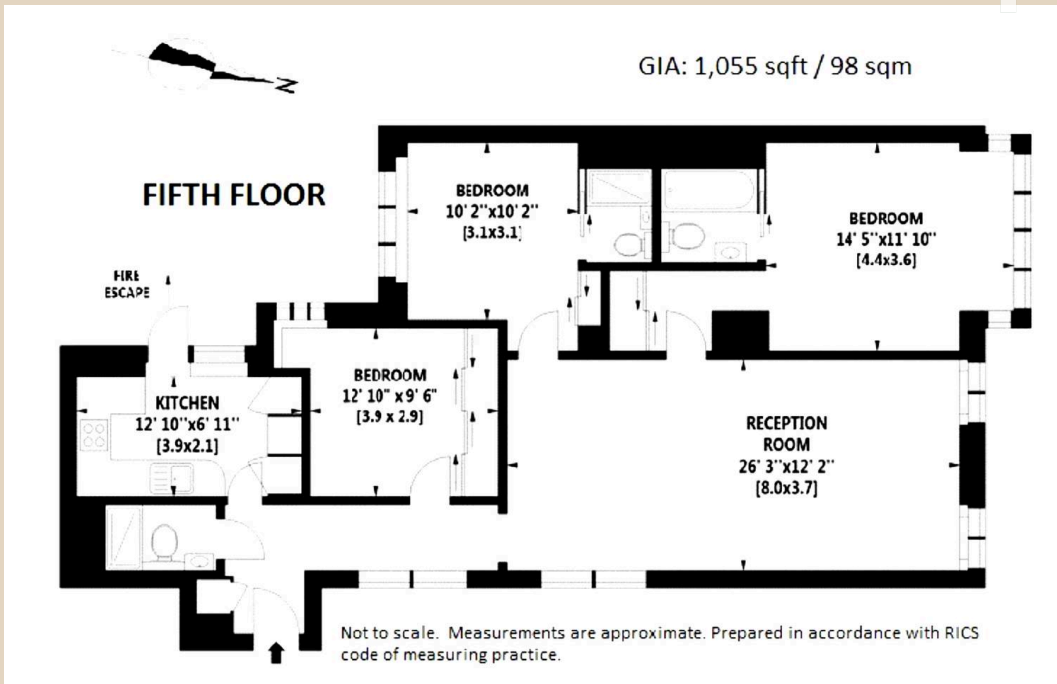 N
GIA: 1,055 sqft / 98 sqm
FIFTH FLOOR
BEDROOM
10' 2"x10' 2"
[3.1x3.1]
BEDROOM
14' 5"x11' 10"
[4.4x3.6]
FIRE
ESCAPE
BEDROOM
12' 10" x 9' 6"
[3.9 x 2.9]
KITCHEN
12' 10"x6' 11"
[3.9x2.1]
RECEPTION
ROOM
26' 3"x12' 2"
[8.0x3.7]
Not to scale. Measurements are approximate. Prepared in accordance with RICS
code of measuring practice.